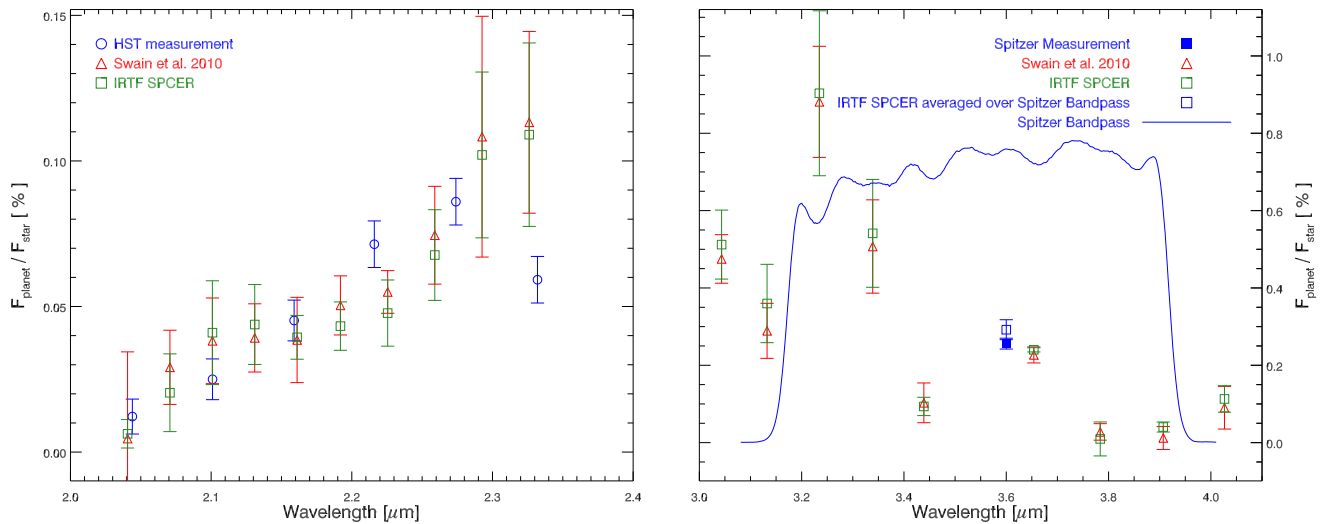 0.15
HST measurement
Swain et al. 2010
IRTF SPCER
0.10
0.05
0.00
F_planet / F_star [ % ]
2.0 2.1 2.2 2.3 2.4
Wavelength [μm]
Spitzer Measurement
Swain et al. 2010
IRTF SPCER
IRTF SPCER averaged over Spitzer Bandpass
Spitzer Bandpass
1.0
0.8
0.6
0.4
0.2
0.0
F_planet / F_star [ % ]
3.0 3.2 3.4 3.6 3.8 4.0
Wavelength [μm]